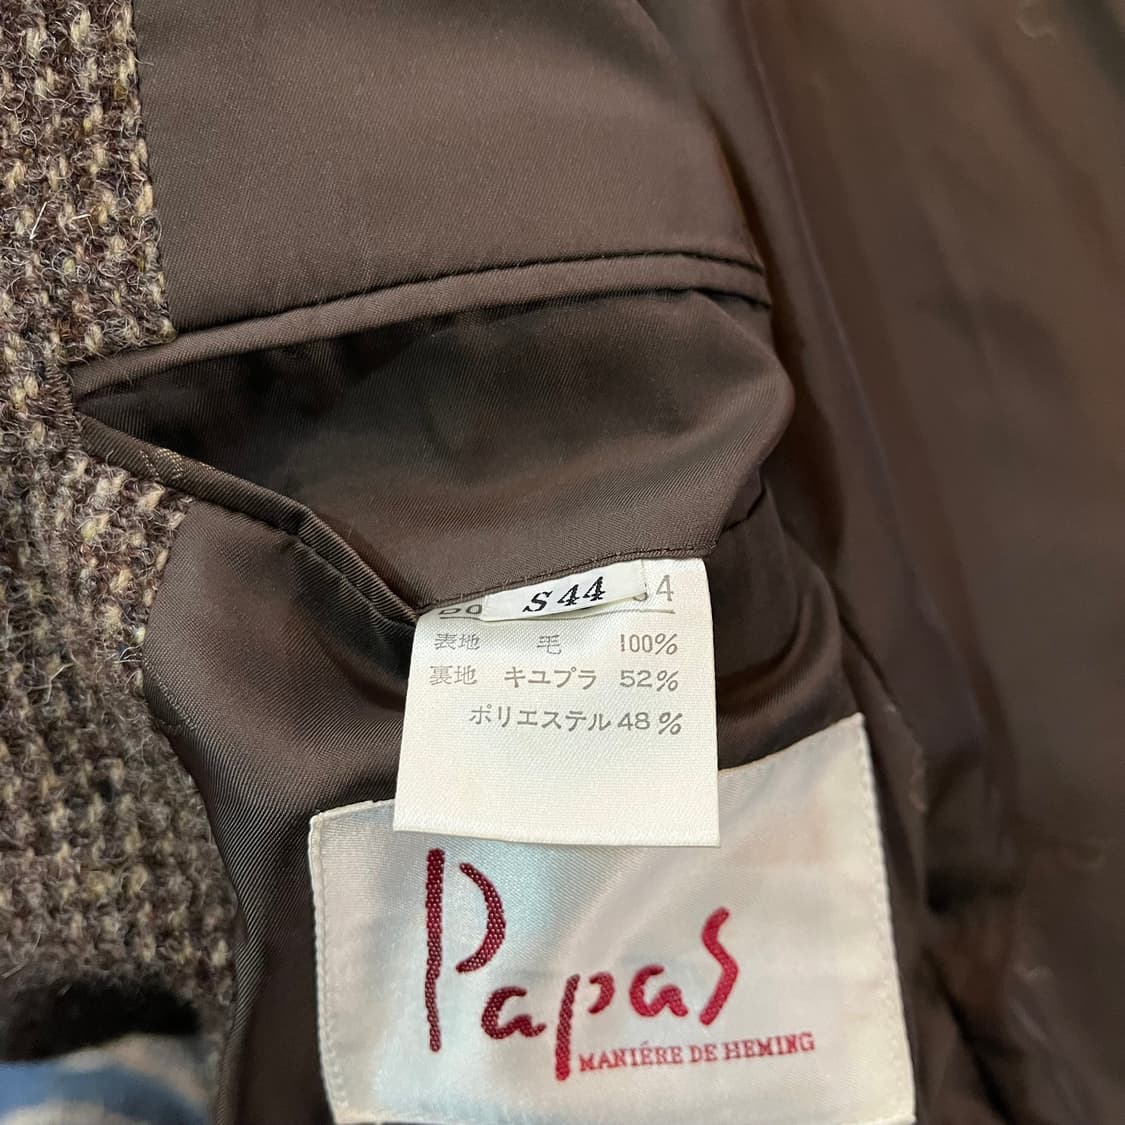 S 44
表地 毛 100%
裏地 キユプラ 52%
ポリエステル 48%
Papas
MANIÉRE DE HEMING